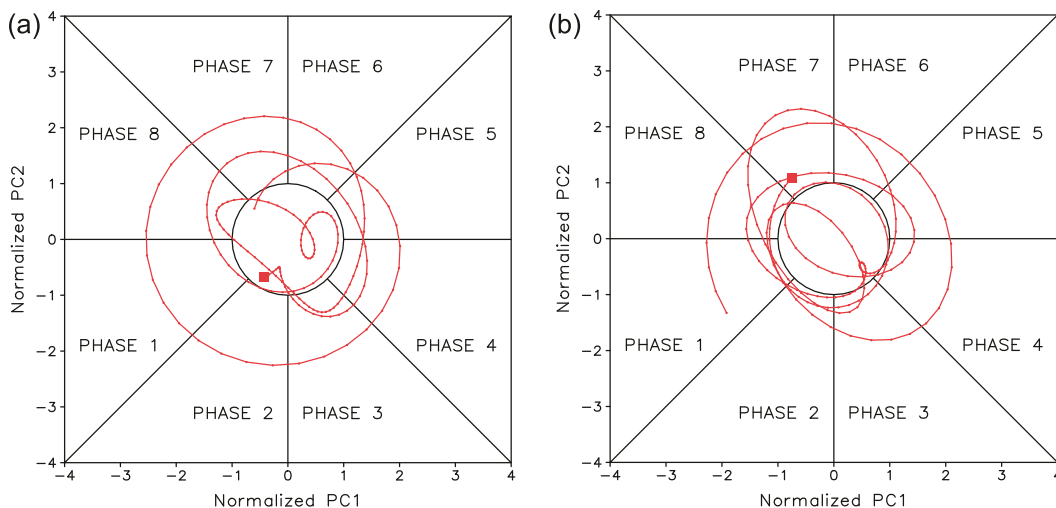 (a)
4
3
2
1
0
−1
−2
−3
−4
−4 −3 −2 −1 0 1 2 3 4
Normalized PC2
Normalized PC1
PHASE 7 PHASE 6
PHASE 8 PHASE 5
PHASE 1 PHASE 4
PHASE 2 PHASE 3
(b)
4
3
2
1
0
−1
−2
−3
−4
−4 −3 −2 −1 0 1 2 3 4
Normalized PC2
Normalized PC1
PHASE 7 PHASE 6
PHASE 8 PHASE 5
PHASE 1 PHASE 4
PHASE 2 PHASE 3